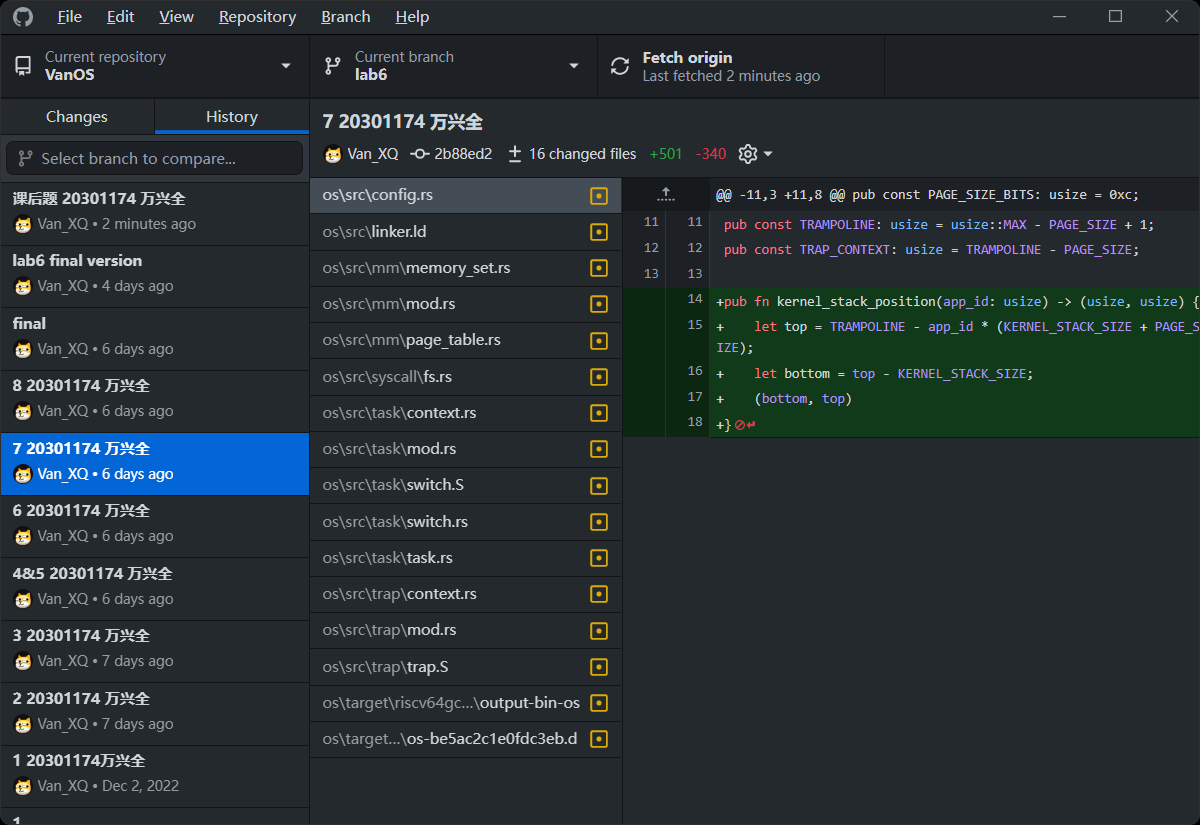 File Edit View Repository Branch Help
Current repository
VanOS
Current branch
lab6
Fetch origin
Last fetched 2 minutes ago
Changes
History
Select branch to compare...
课后题 20301174 万兴全
Van_XQ • 2 minutes ago
lab6 final version
Van_XQ • 4 days ago
final
Van_XQ • 6 days ago
8 20301174 万兴全
Van_XQ • 6 days ago
7 20301174 万兴全
Van_XQ • 6 days ago
6 20301174 万兴全
Van_XQ • 6 days ago
4&5 20301174 万兴全
Van_XQ • 6 days ago
3 20301174 万兴全
Van_XQ • 7 days ago
2 20301174 万兴全
Van_XQ • 7 days ago
1 20301174万兴全
Van_XQ • Dec 2, 2022
1
7 20301174 万兴全
Van_XQ 2b88ed2 16 changed files +501 -340
os\src\config.rs
os\src\linker.ld
os\src\mm\memory_set.rs
os\src\mm\mod.rs
os\src\mm\page_table.rs
os\src\syscall\fs.rs
os\src\task\context.rs
os\src\task\mod.rs
os\src\task\switch.S
os\src\task\switch.rs
os\src\task\task.rs
os\src\trap\context.rs
os\src\trap\mod.rs
os\src\trap\trap.S
os\target\riscv64gc...\output-bin-os
os\target...\os-be5ac2c1e0fdc3eb.d
@@ -11,3 +11,8 @@ pub const PAGE_SIZE_BITS: usize = 0xc;
11 11 pub const TRAMPOLINE: usize = usize::MAX - PAGE_SIZE + 1;
12 12 pub const TRAP_CONTEXT: usize = TRAMPOLINE - PAGE_SIZE;
13 13
14 +pub fn kernel_stack_position(app_id: usize) -> (usize, usize) {
15 +    let top = TRAMPOLINE - app_id * (KERNEL_STACK_SIZE + PAGE_S
IZE);
16 +    let bottom = top - KERNEL_STACK_SIZE;
17 +    (bottom, top)
18 +}